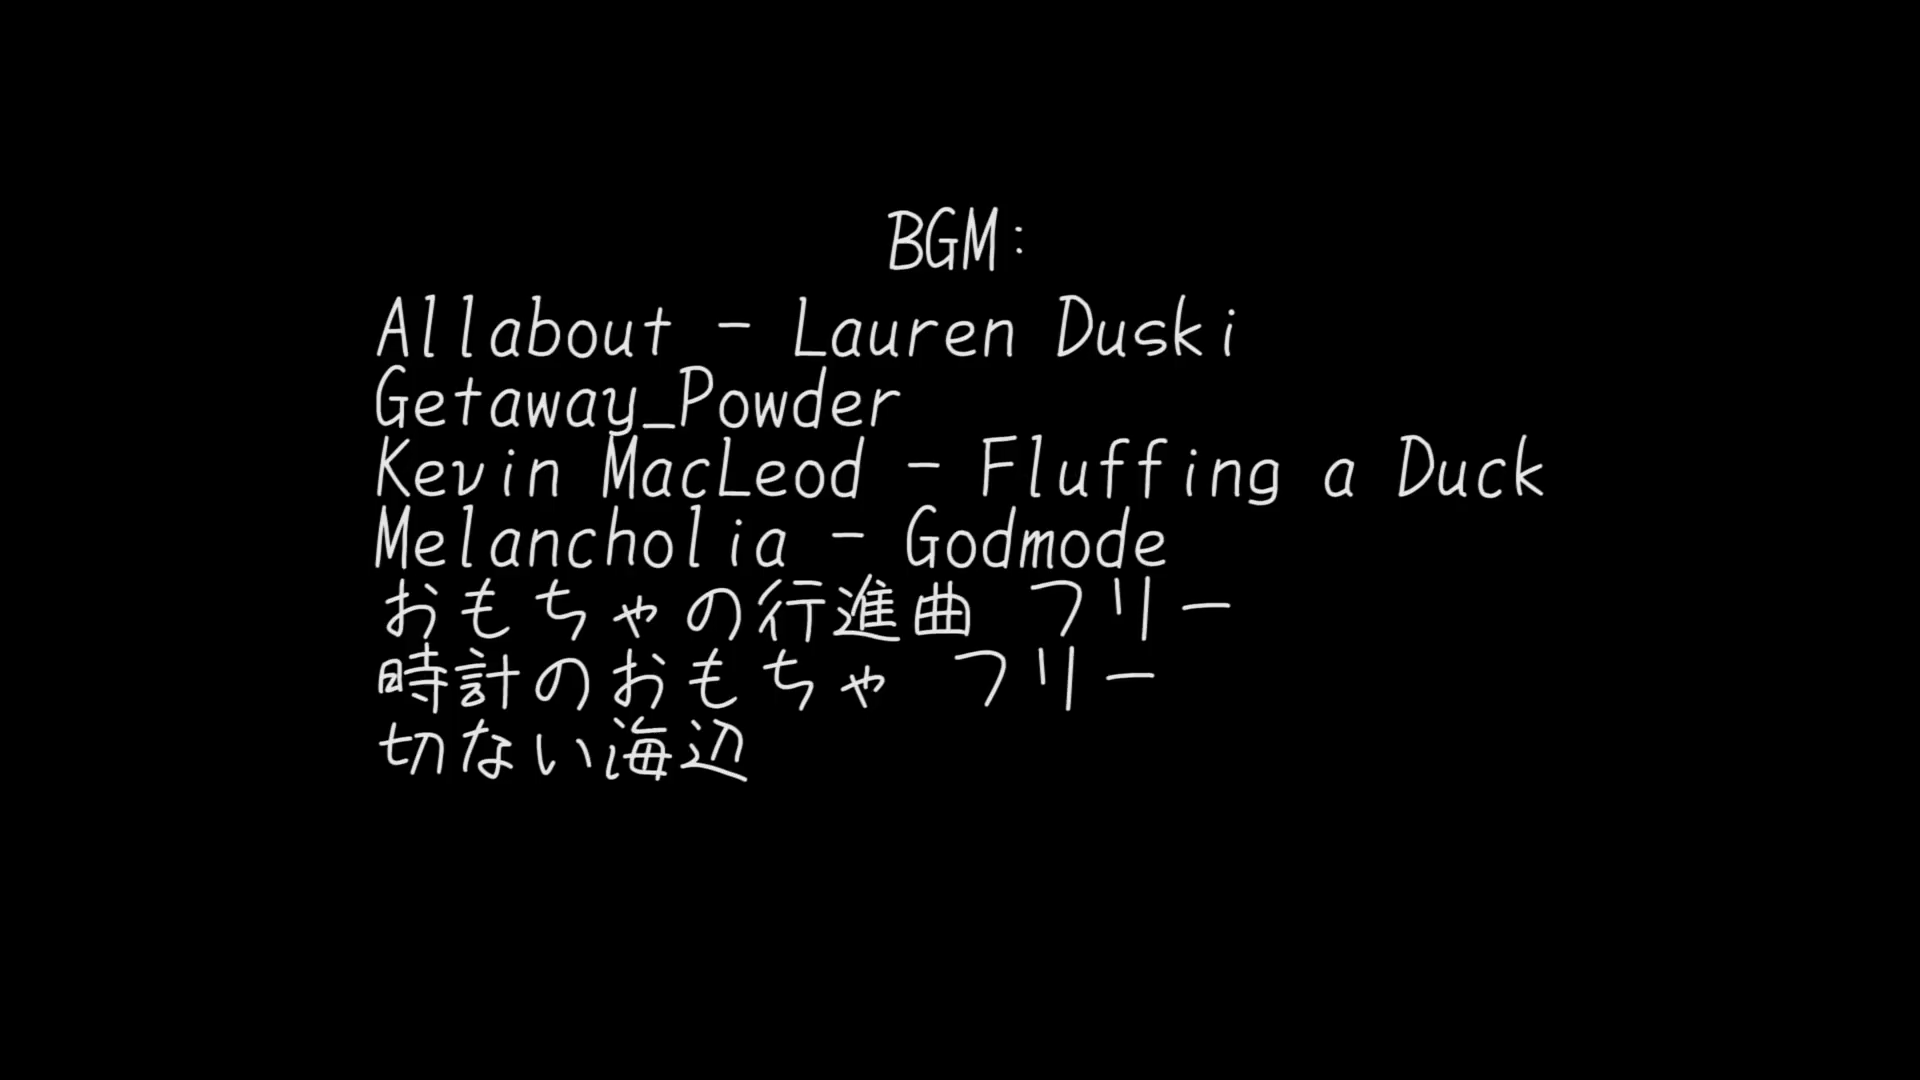 BGM:
Allabout - Lauren Duski
Getaway_Powder
Kevin MacLeod - Fluffing a Duck
Melancholia - Godmode
おもちゃの行進曲 フリー
時計のおもちゃ フリー
切ない海辺